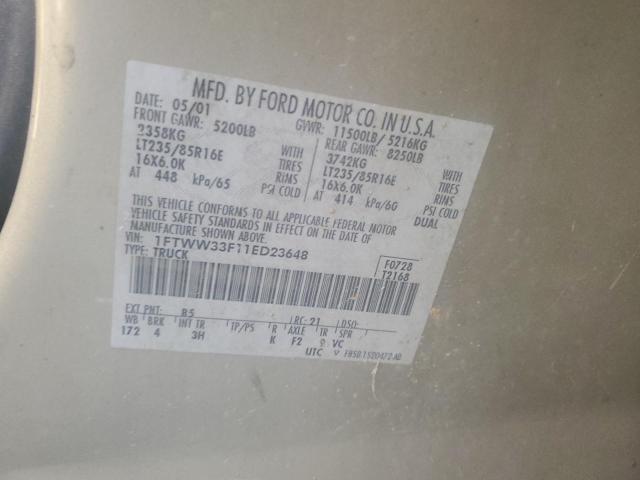 MFD. BY FORD MOTOR CO. IN U.S.A.
DATE: 05/01 GVWR: 11500LB/ 5216KG
FRONT GAWR: 5200LB REAR GAWR: 8250LB
2358KG WITH 3742KG WITH
LT235/85R16E TIRES LT235/85R16E TIRES
16X6.0K RIMS 16X6.0K RIMS
AT 448 kPa/65 PSI COLD AT 414 kPa/60 PSI COLD
DUAL
THIS VEHICLE CONFORMS TO ALL APPLICABLE FEDERAL MOTOR
VEHICLE SAFETY STANDARDS IN EFFECT ON THE DATE OF
MANUFACTURE SHOWN ABOVE.
VIN: 1FTWW33F11ED23648
TYPE: TRUCK
F0728
T2168
EXT PNT: B5 RC: 21 DSO:
WB BRK INT TR TP/PS R AXLE TR SPR
172 4 3H K F2 VC
UTC